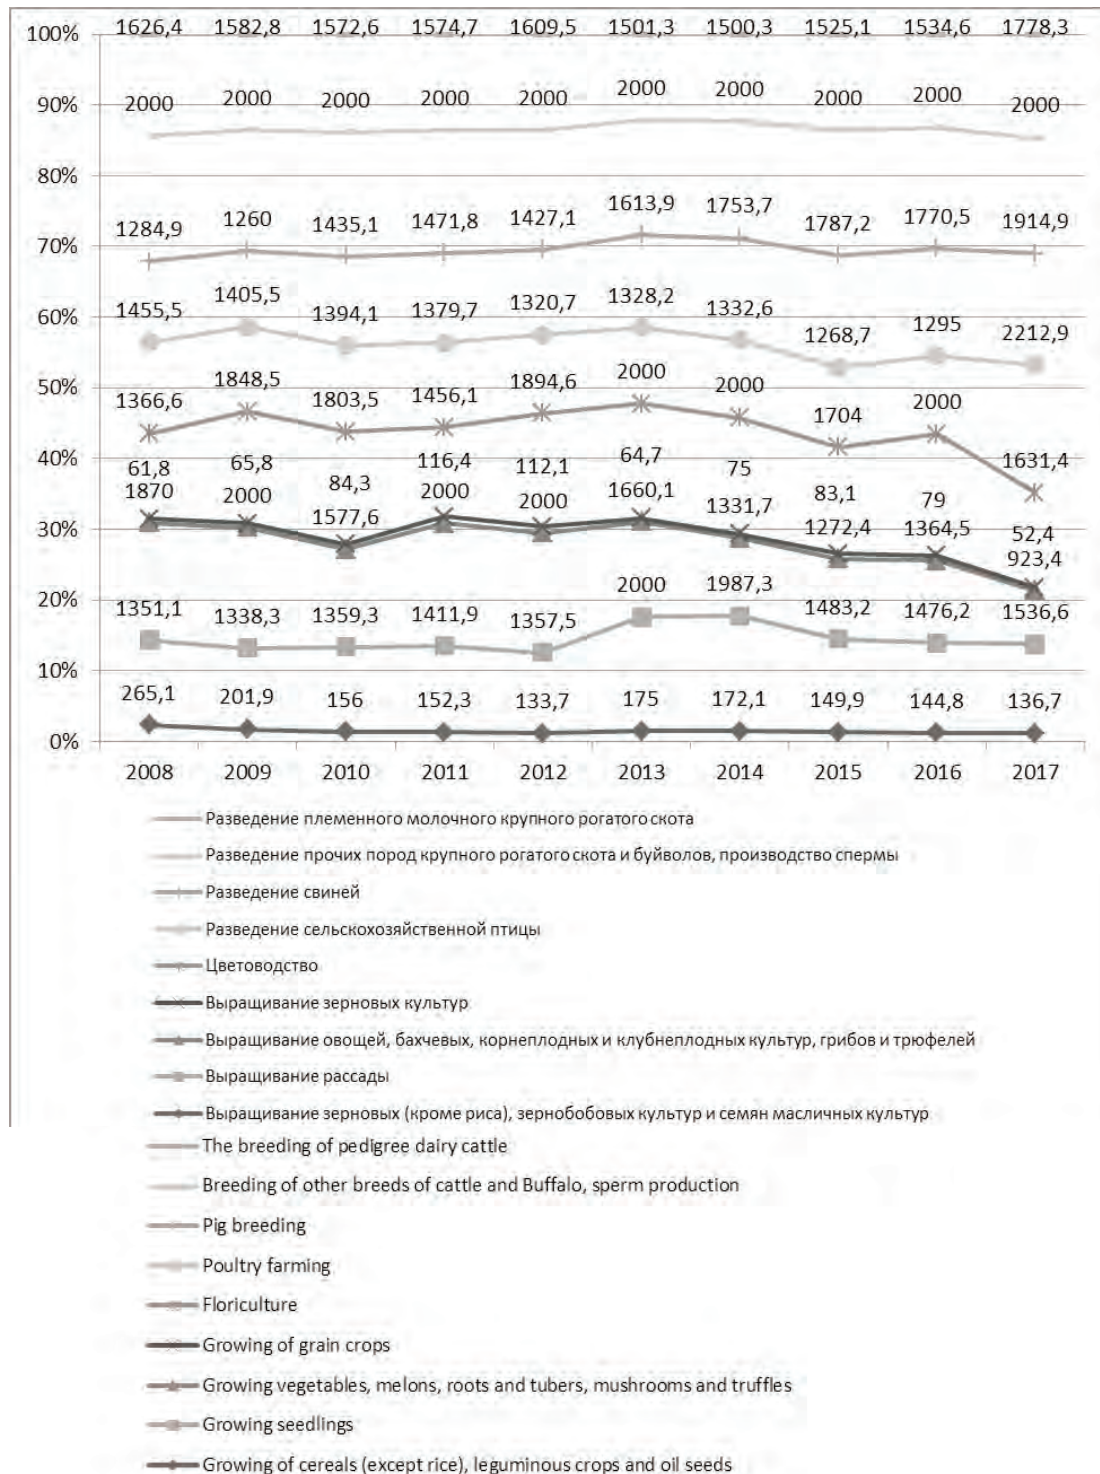 1626,4 1582,8 1572,6 1574,7 1609,5 1501,3 1500,3 1525,1 1534,6 1778,3
100%
90%
2000 2000 2000 2000 2000 2000 2000 2000 2000 2000
80%
1284,9 1260 1435,1 1471,8 1427,1 1613,9 1753,7 1787,2 1770,5 1914,9
70%
60%
1455,5 1405,5 1394,1 1379,7 1320,7 1328,2 1332,6 1268,7 1295 2212,9
50%
1366,6 1848,5 1803,5 1456,1 1894,6 2000 2000 1704 2000 1631,4
40%
61,8 65,8 84,3 116,4 112,1 64,7 75 83,1 79 52,4
1870 2000 1577,6 2000 2000 1660,1 1331,7 1272,4 1364,5 923,4
30%
20%
1351,1 1338,3 1359,3 1411,9 1357,5 2000 1987,3 1483,2 1476,2 1536,6
10%
265,1 201,9 156 152,3 133,7 175 172,1 149,9 144,8 136,7
0%
2008 2009 2010 2011 2012 2013 2014 2015 2016 2017
Разведение племенного молочного крупного рогатого скота
Разведение прочих пород крупного рогатого скота и буйволов, производство спермы
Разведение свиней
Разведение сельскохозяйственной птицы
Цветоводство
Выращивание зерновых культур
Выращивание овощей, бахчевых, корнеплодных и клубнеплодных культур, грибов и трюфелей
Выращивание рассады
Выращивание зерновых (кроме риса), зернобобовых культур и семян масличных культур
The breeding of pedigree dairy cattle
Breeding of other breeds of cattle and Buffalo, sperm production
Pig breeding
Poultry farming
Floriculture
Growing of grain crops
Growing vegetables, melons, roots and tubers, mushrooms and truffles
Growing seedlings
Growing of cereals (except rice), leguminous crops and oil seeds